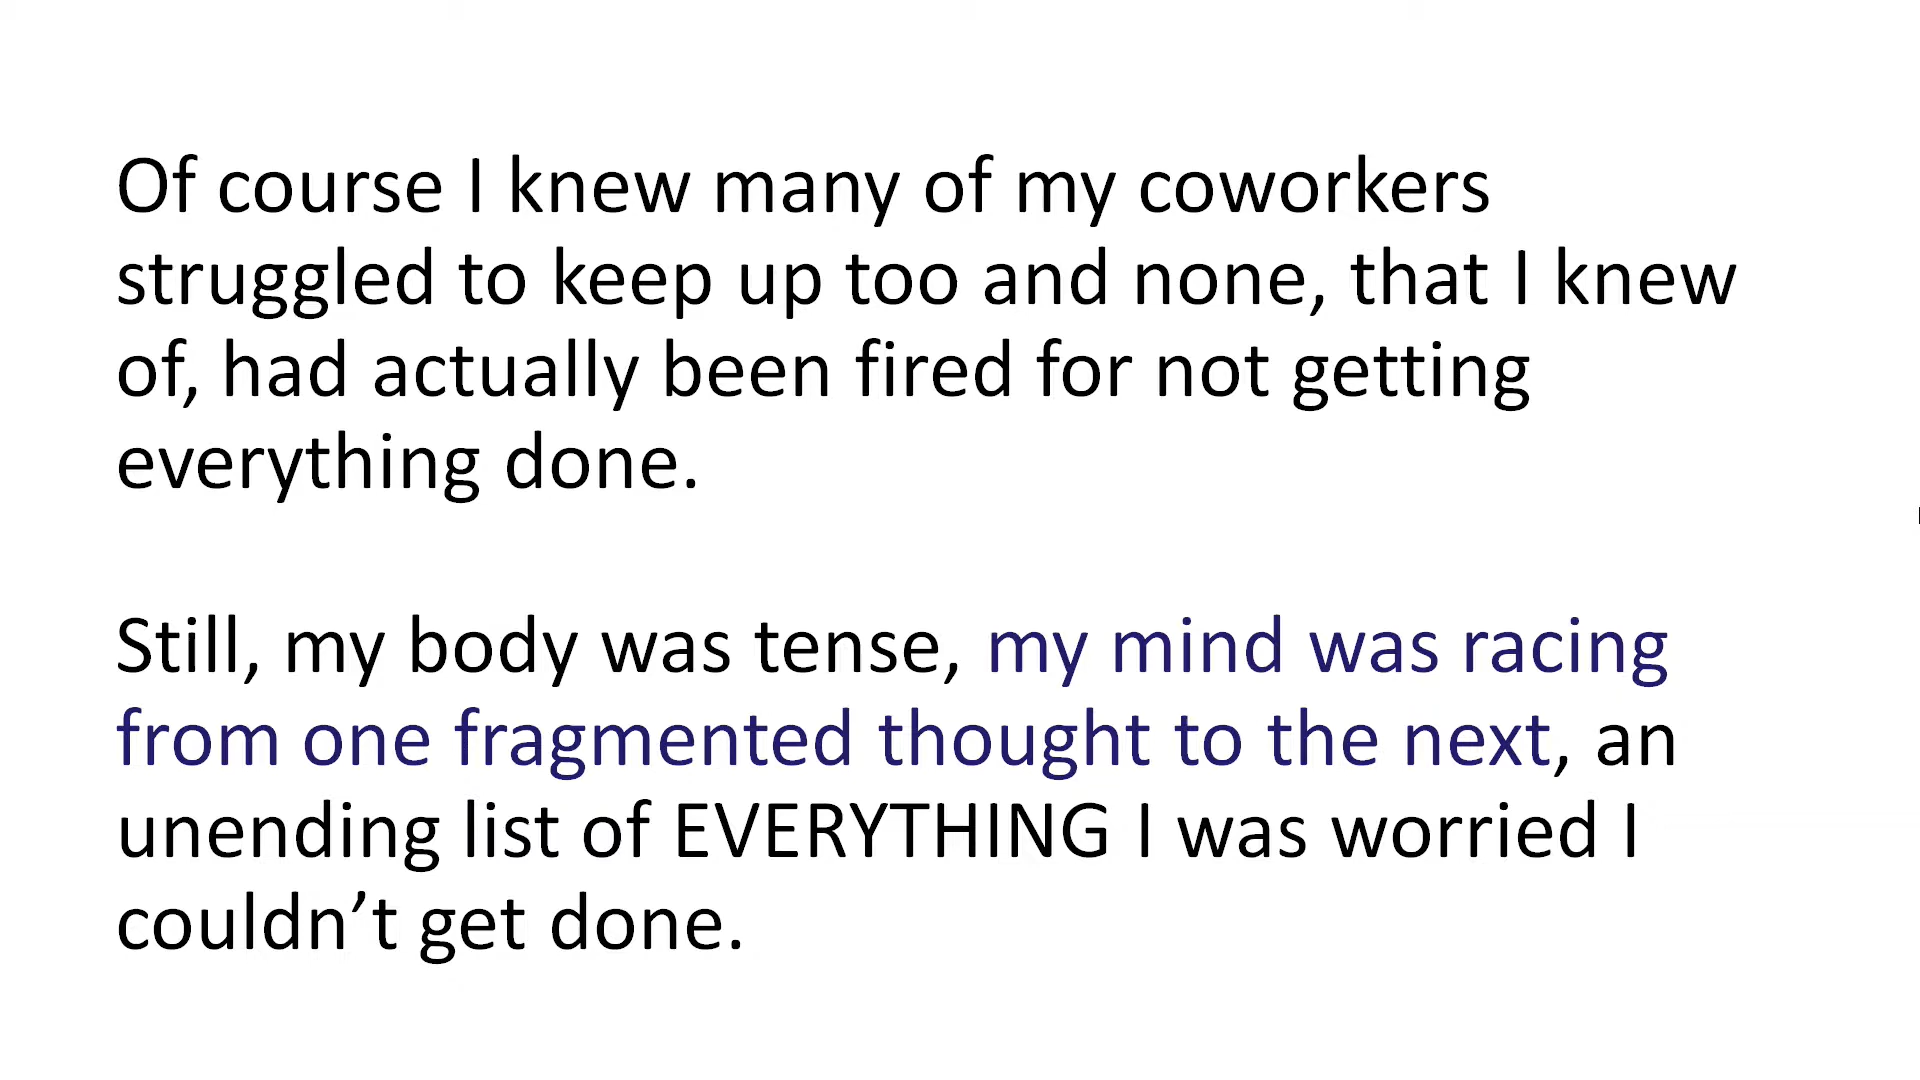 Of course I knew many of my coworkers
struggled to keep up too and none, that I knew
of, had actually been fired for not getting
everything done.
Still, my body was tense, my mind was racing
from one fragmented thought to the next, an
unending list of EVERYTHING I was worried I
couldn’t get done.